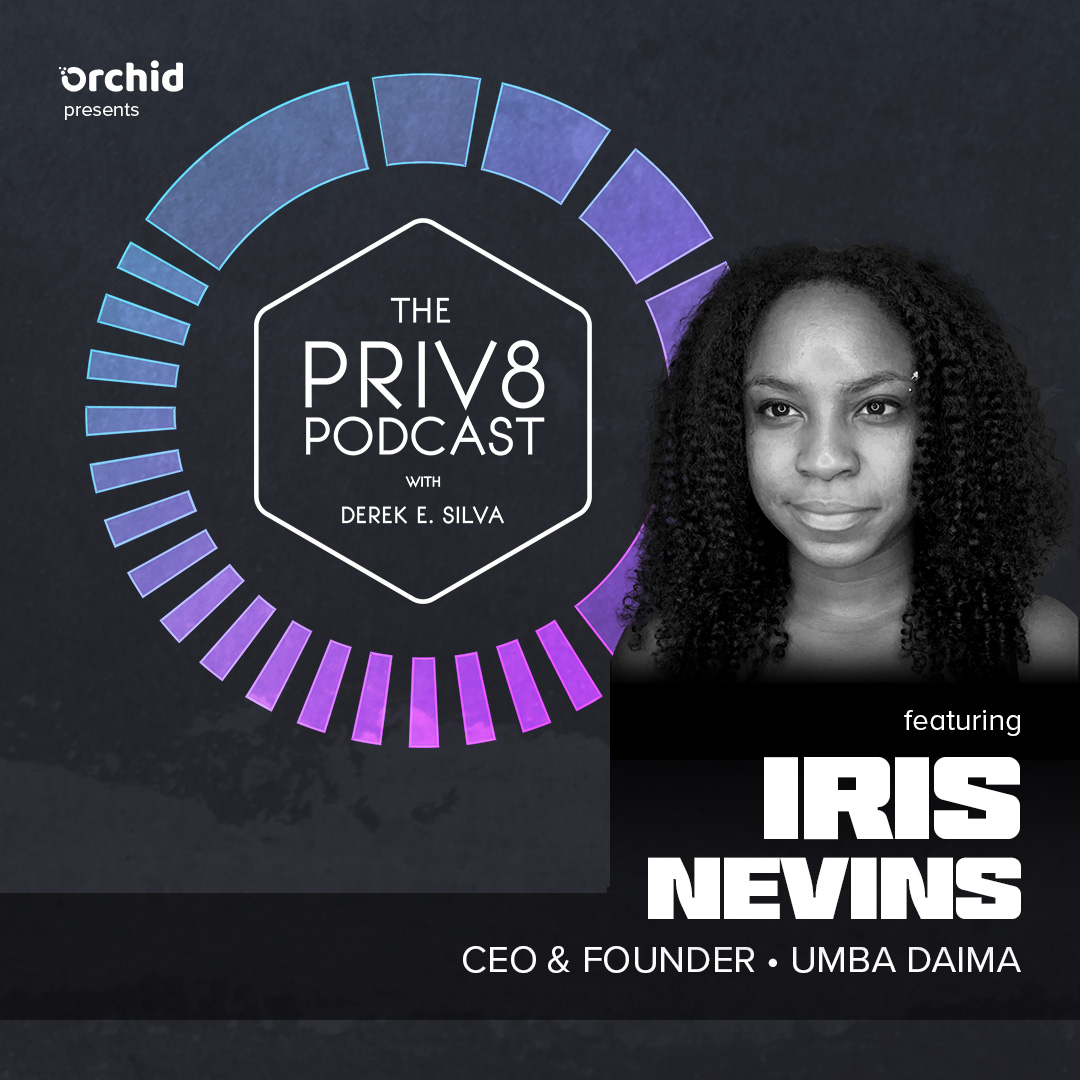 Orchid
presents
THE
PRIV8
PODCAST
WITH
DEREK E. SILVA
featuring
IRIS
NEVINS
CEO & FOUNDER • UMBA DAIMA